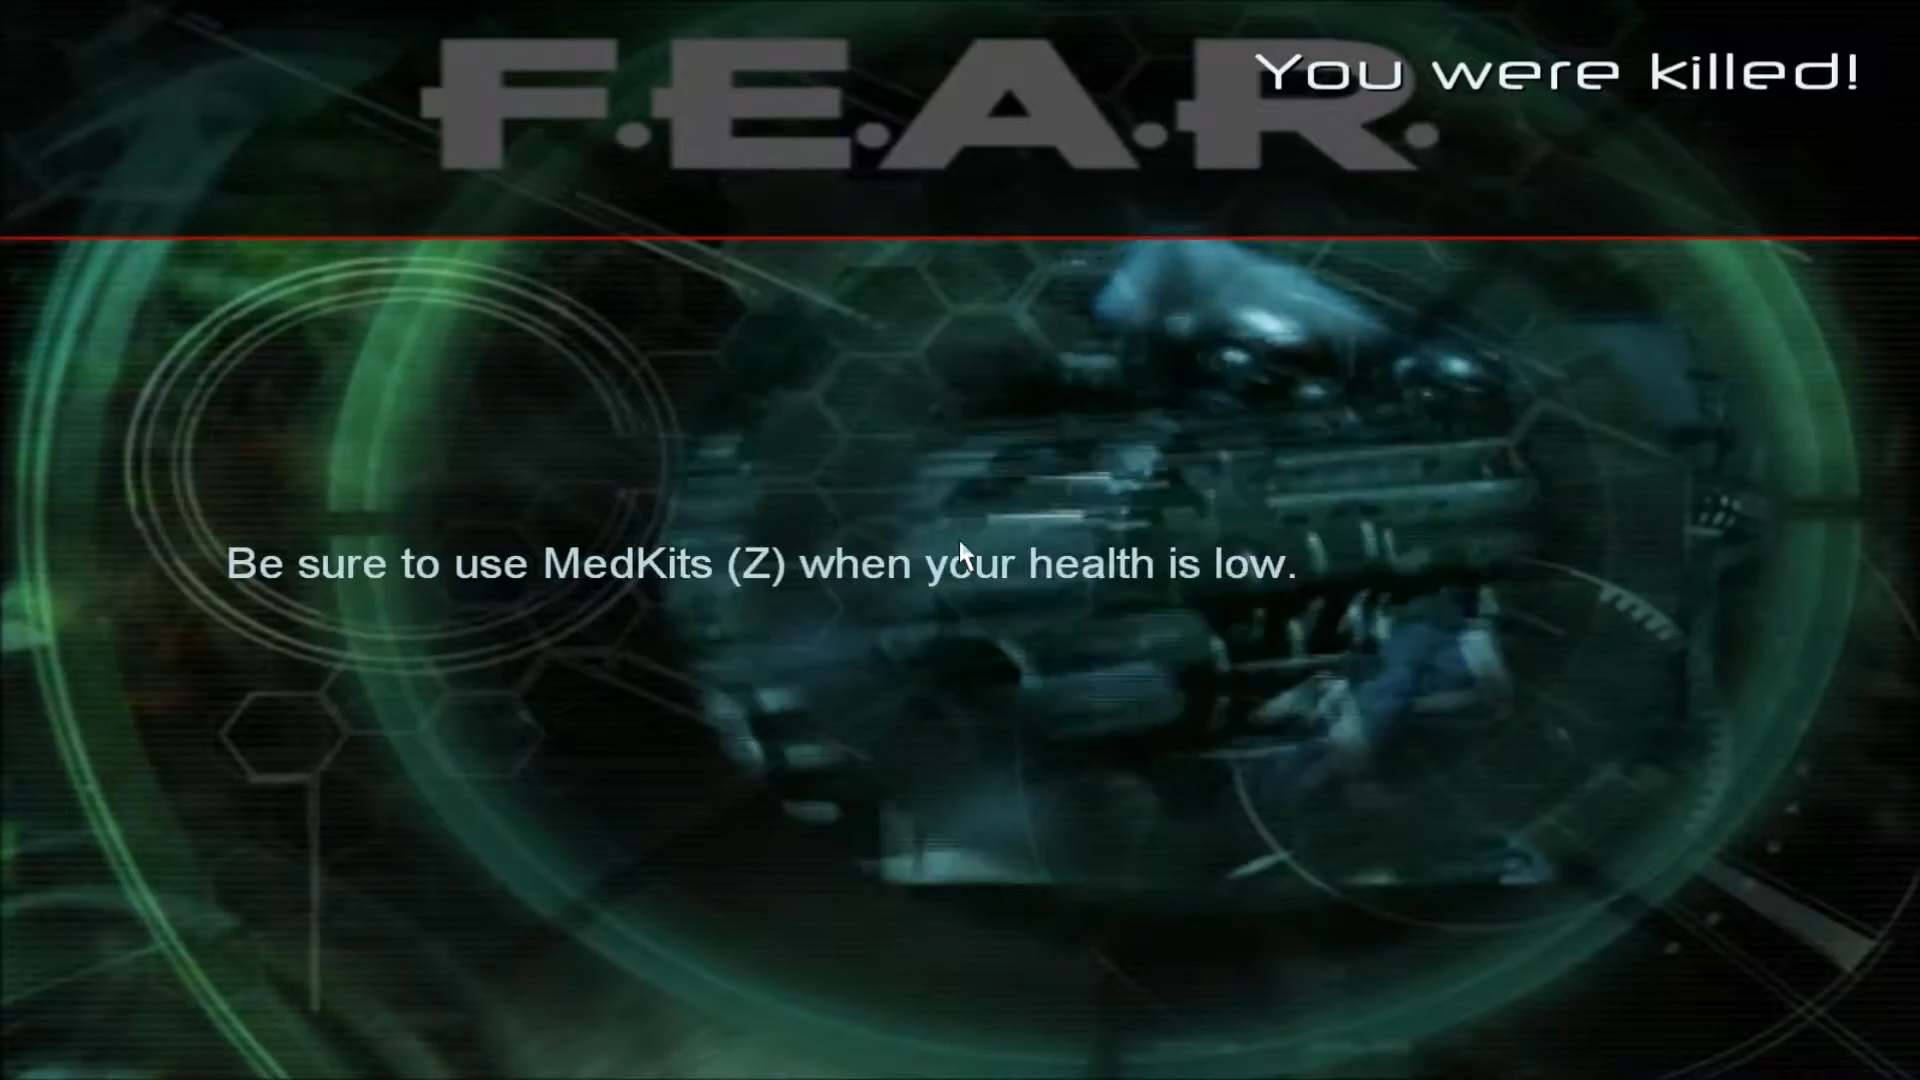 F.E.A.R.
You were killed!
Be sure to use MedKits (Z) when your health is low.